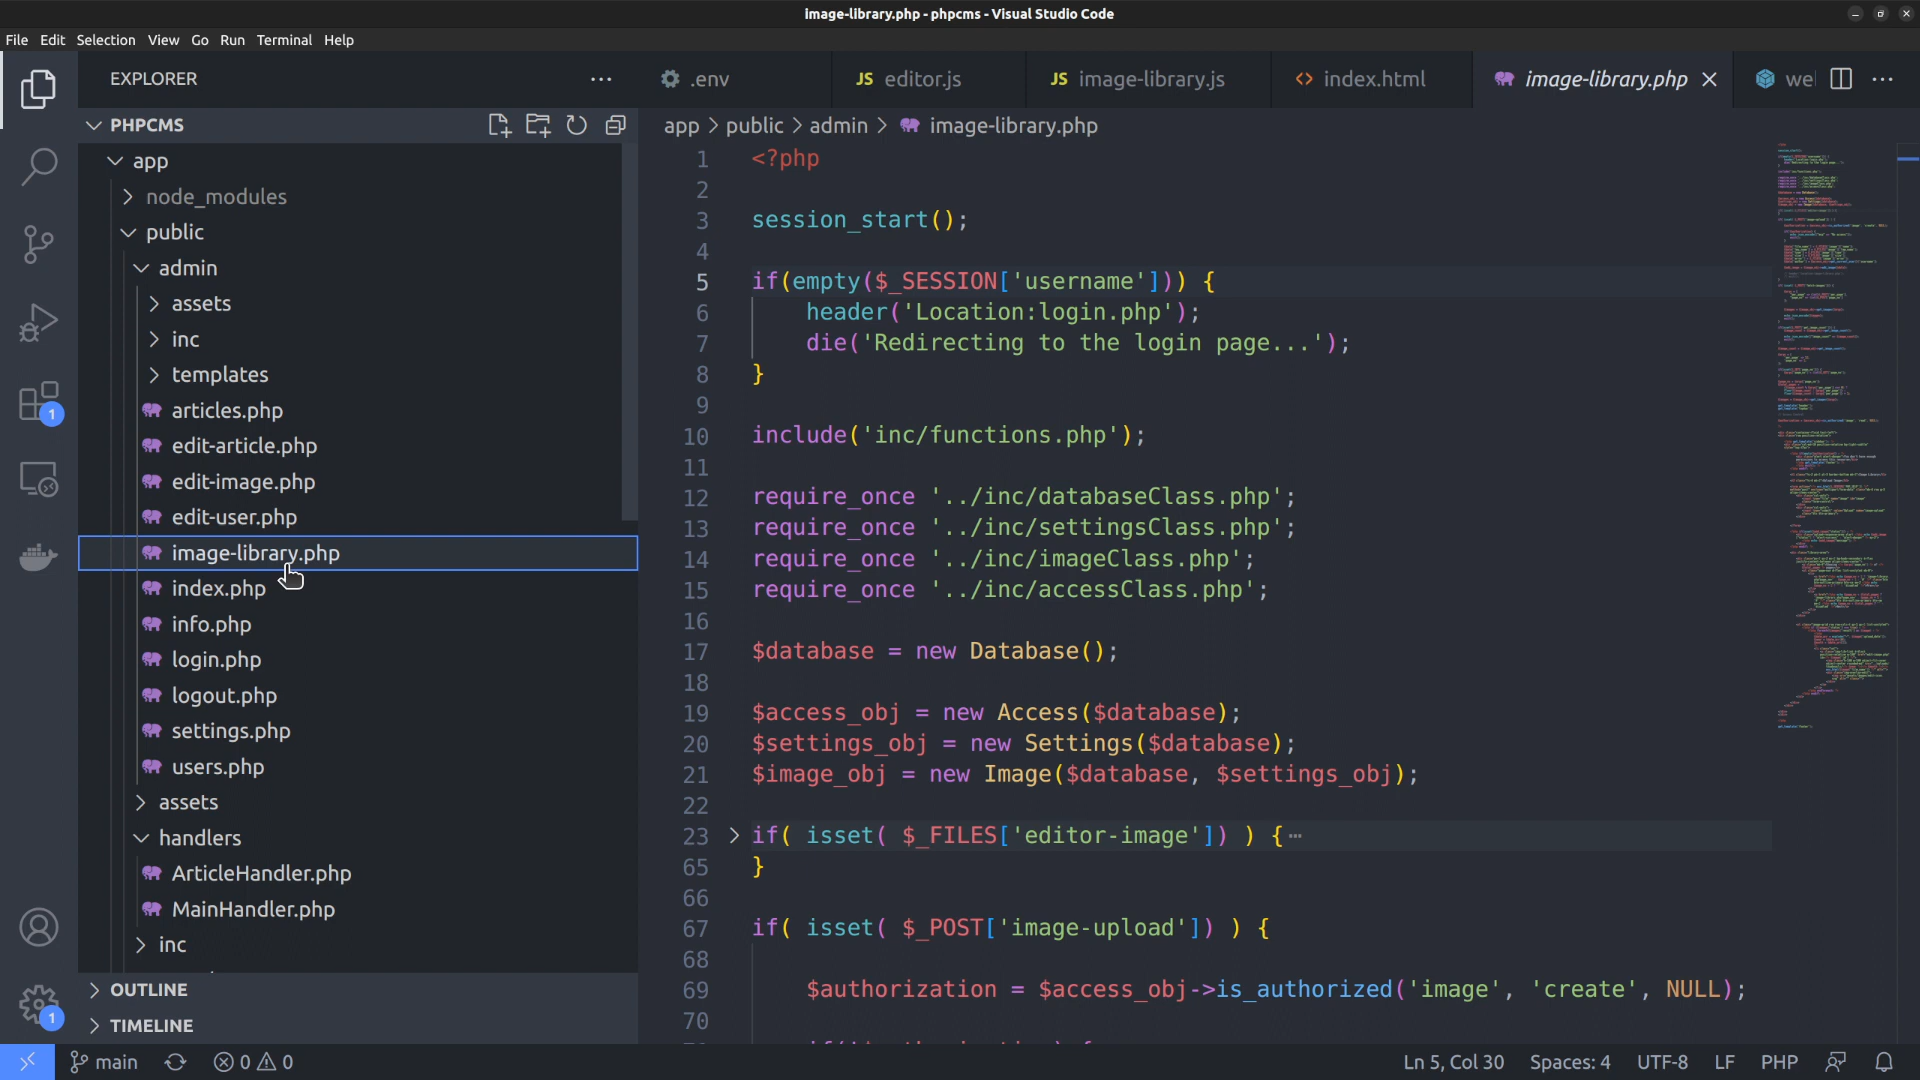 image-library.php - phpcms - Visual Studio Code
File Edit Selection View Go Run Terminal Help
EXPLORER
PHPCMS
app
node_modules
public
admin
assets
inc
templates
articles.php
edit-article.php
edit-image.php
edit-user.php
image-library.php
index.php
info.php
login.php
logout.php
settings.php
users.php
assets
handlers
ArticleHandler.php
MainHandler.php
inc
OUTLINE
TIMELINE
1
1
.env
JS editor.js
JS image-library.js
<> index.html
image-library.php
we
app > public > admin > image-library.php
1 <?php
2
3 session_start();
4
5 if(empty($_SESSION['username'])) {
6 header('Location:login.php');
7 die('Redirecting to the login page...');
8 }
9
10 include('inc/functions.php');
11
12 require_once '../inc/databaseClass.php';
13 require_once '../inc/settingsClass.php';
14 require_once '../inc/imageClass.php';
15 require_once '../inc/accessClass.php';
16
17 $database = new Database();
18
19 $access_obj = new Access($database);
20 $settings_obj = new Settings($database);
21 $image_obj = new Image($database, $settings_obj);
22
23 if( isset( $_FILES['editor-image']) ) {⋯
65 }
66
67 if( isset( $_POST['image-upload']) ) {
68
69 $authorization = $access_obj->is_authorized('image', 'create', NULL);
70
main 0 0
Ln 5, Col 30 Spaces: 4 UTF-8 LF PHP